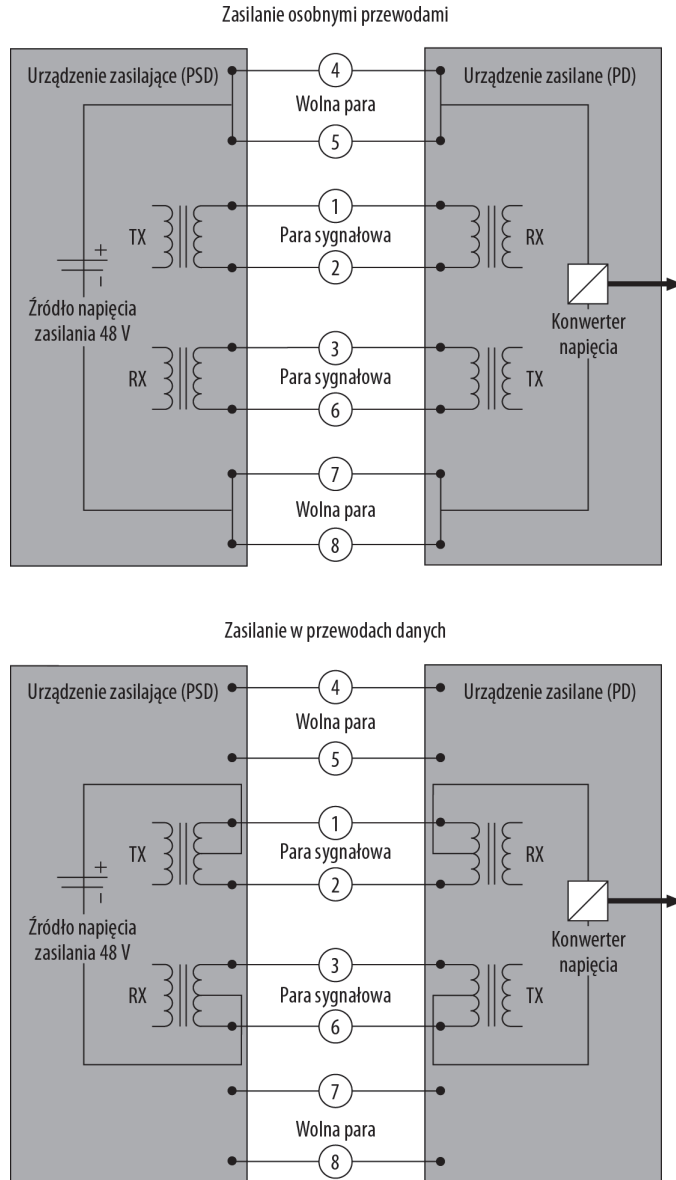 Zasilanie osobnymi przewodami
Urządzenie zasilające (PSD)
4
Urządzenie zasilane (PD)
Wolna para
5
1
TX
Para sygnałowa
RX
2
+
–
Źródło napięcia
zasilania 48 V
Konwerter
napięcia
3
RX
Para sygnałowa
TX
6
7
Wolna para
8
Zasilanie w przewodach danych
Urządzenie zasilające (PSD)
4
Urządzenie zasilane (PD)
Wolna para
5
1
TX
Para sygnałowa
RX
2
+
–
Źródło napięcia
zasilania 48 V
Konwerter
napięcia
3
RX
Para sygnałowa
TX
6
7
Wolna para
8